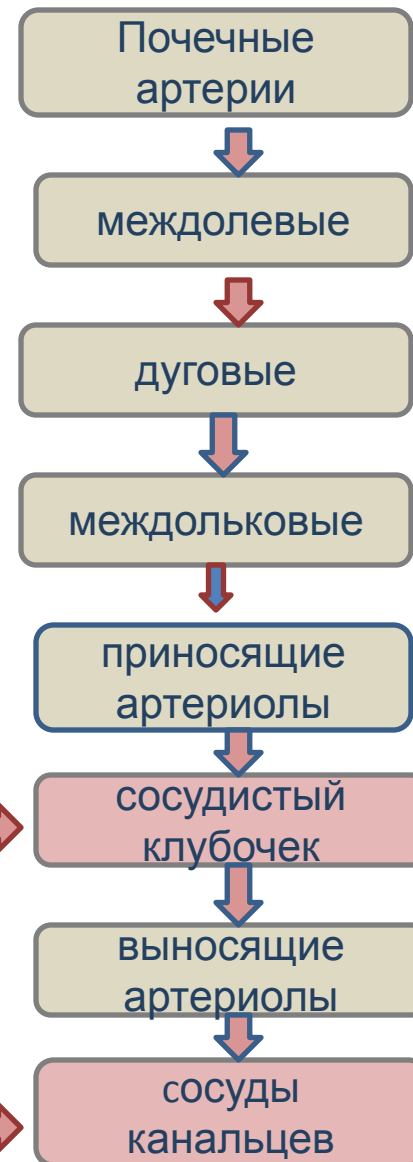 Почечные
артерии
междолевые
дуговые
междольковые
приносящие
артериолы
сосудистый
клубочек
выносящие
артериолы
сосуды
канальцев